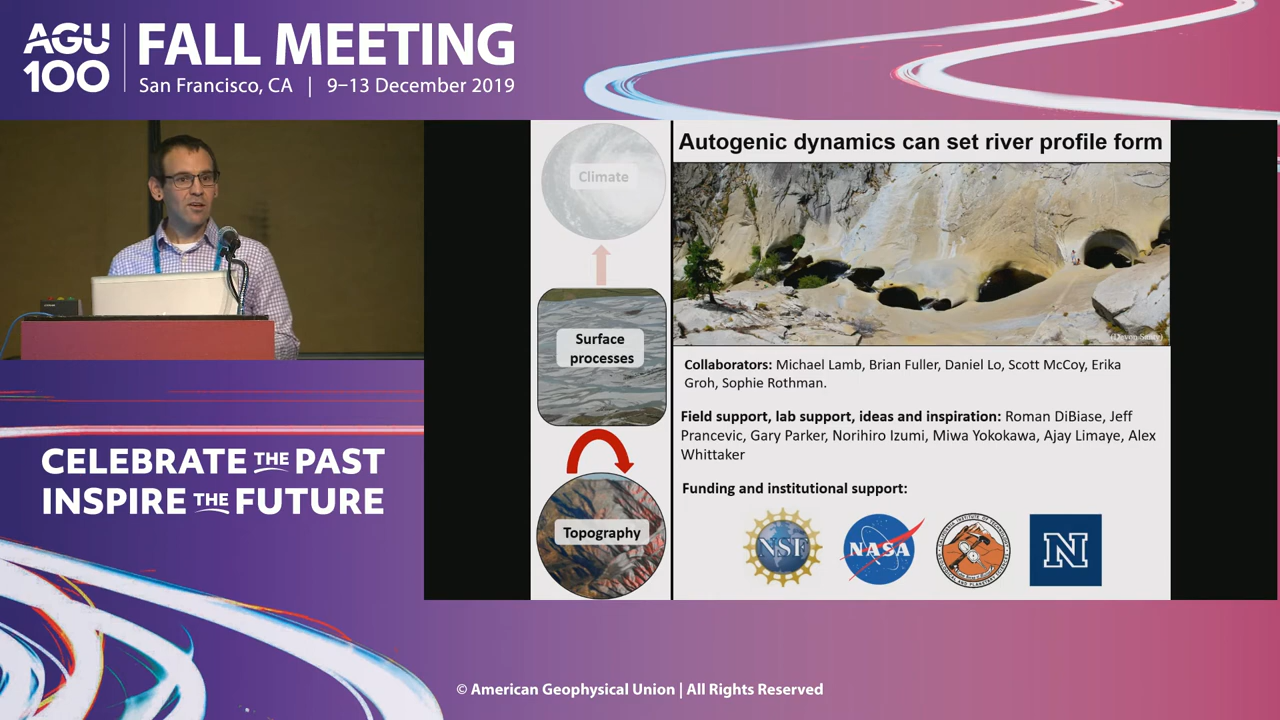 AGU
100
FALL MEETING
San Francisco, CA | 9–13 December 2019
Climate
Surface
processes
Topography
Autogenic dynamics can set river profile form
Collaborators: Michael Lamb, Brian Fuller, Daniel Lo, Scott McCoy, Erika
Groh, Sophie Rothman.
Field support, lab support, ideas and inspiration: Roman DiBiase, Jeff
Prancevic, Gary Parker, Norihiro Izumi, Miwa Yokokawa, Ajay Limaye, Alex
Whittaker
Funding and institutional support:
NSF
NASA
N
CELEBRATE THE PAST
INSPIRE THE FUTURE
© American Geophysical Union | All Rights Reserved